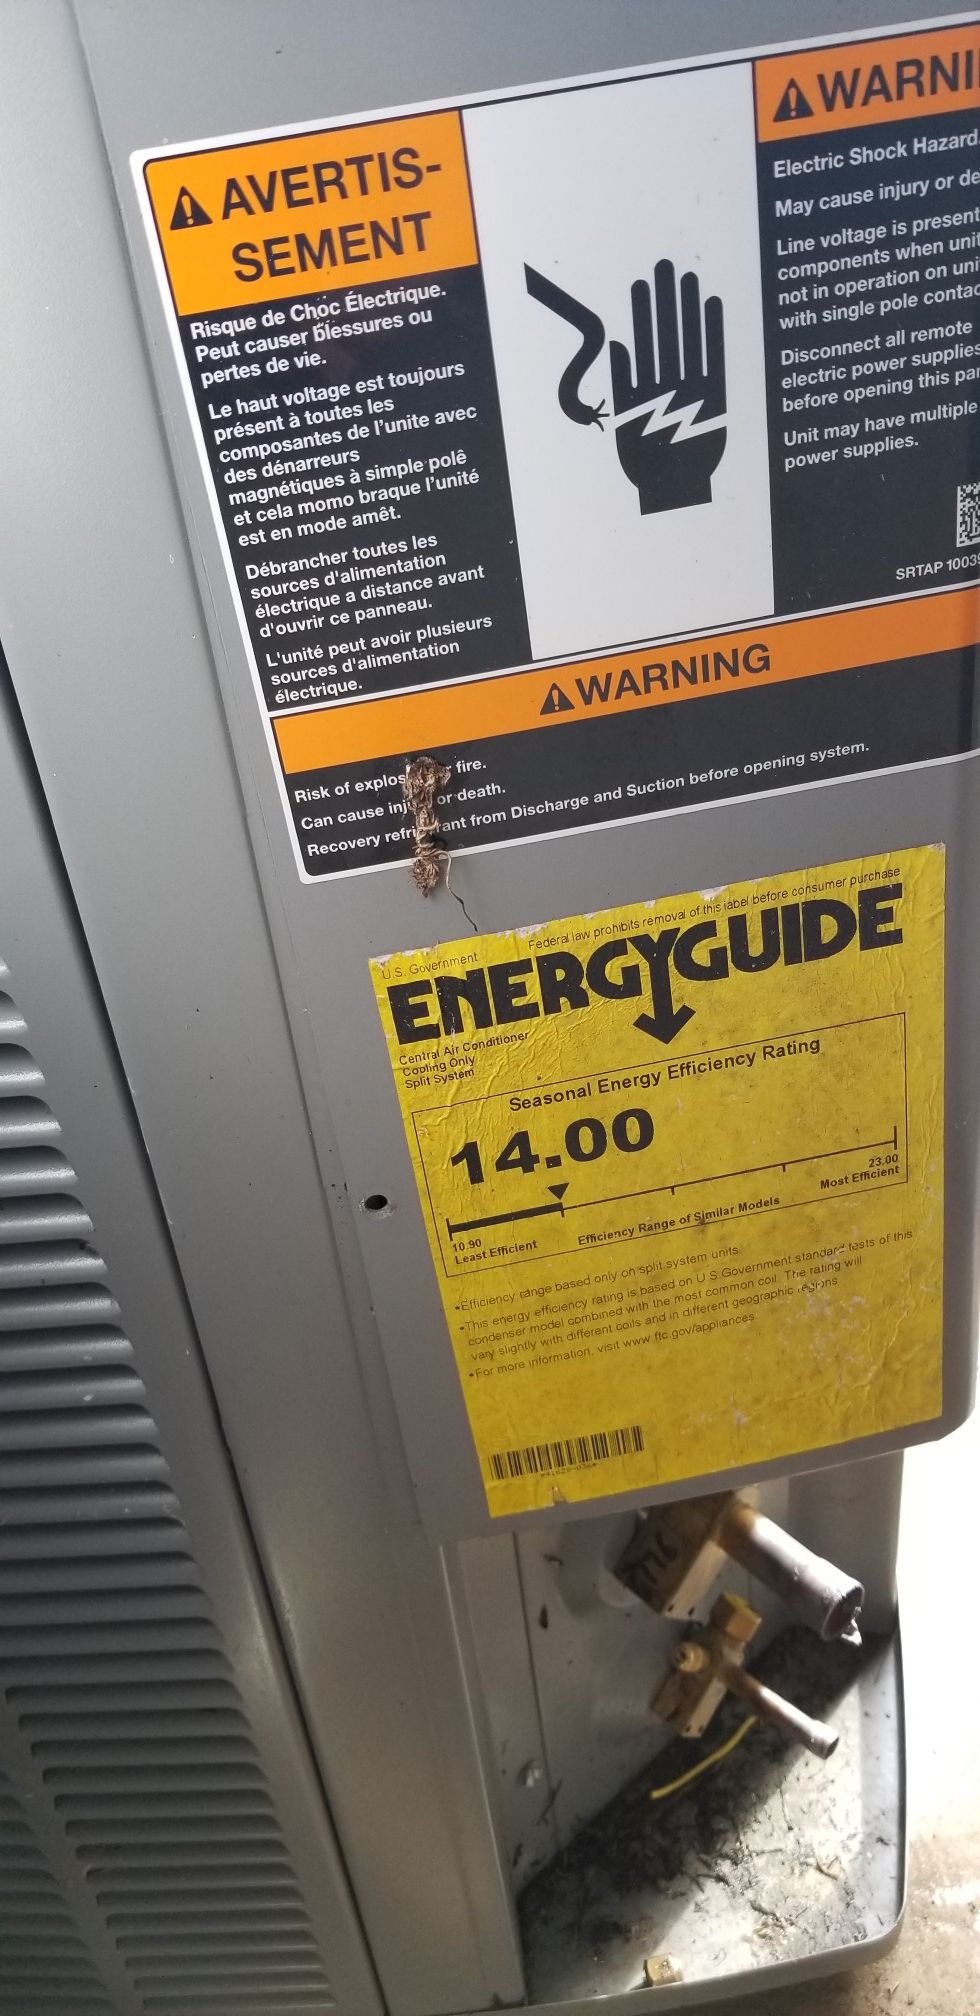 AVERTIS-
SEMENT
Risque de Choc Électrique.
Peut causer blessures ou
pertes de vie.
Le haut voltage est toujours
présent à toutes les
composantes de l'unite avec
des dénarreurs
magnétiques à simple polê
et cela momo braque l'unité
est en mode amêt.
Débrancher toutes les
sources d'alimentation
électrique a distance avant
d'ouvrir ce panneau.
L'unité peut avoir plusieurs
sources d'alimentation
électrique.
WARNI
Electric Shock Hazard.
May cause injury or de
Line voltage is present
components when unit
not in operation on uni
with single pole contac
Disconnect all remote
electric power supplies
before opening this pan
Unit may have multiple
power supplies.
SRTAP 1003
WARNING
Risk of explos fire.
Can cause inj or death.
Recovery refri ant from Discharge and Suction before opening system.
U.S. Government
Federal law prohibits removal of this label before consumer purchase
ENERGYGUIDE
Central Air Conditioner
Cooling Only
Split System
Seasonal Energy Efficiency Rating
14.00
10.90
Least Efficient
Efficiency Range of Similar Models
23.00
Most Efficient
•Efficiency range based only on split system units.
•This energy efficiency rating is based on U S Government standard tests of this
condenser model combined with the most common coil. The rating will
vary slightly with different coils and in different geographic regions
•For more information, visit www ftc.gov/appliances